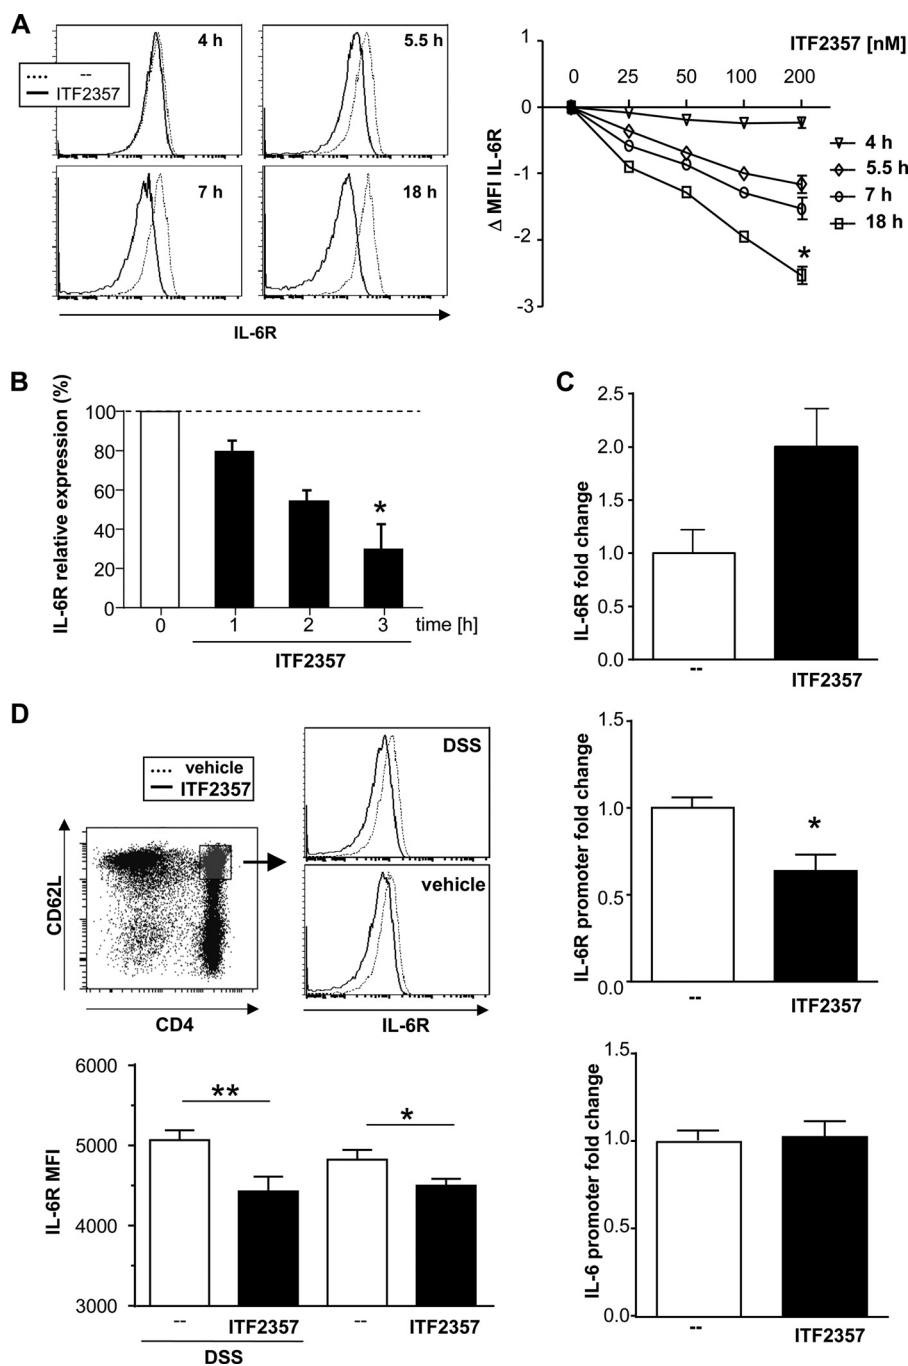 A
4 h
5.5 h
--
ITF2357
7 h
18 h
IL-6R
ITF2357 [nM]
1
0
-1
-2
-3
Δ MFI IL-6R
0 25 50 100 200
4 h
5.5 h
7 h
18 h
*
B
IL-6R relative expression (%)
100
80
60
40
20
0
*
0 1 2 3 time [h]
ITF2357
C
IL-6R fold change
2.5
2.0
1.5
1.0
0.5
0.0
-- ITF2357
IL-6R promoter fold change
1.5
1.0
0.5
0.0
*
-- ITF2357
IL-6 promoter fold change
1.5
1.0
0.5
0.0
-- ITF2357
D
vehicle
ITF2357
CD62L
CD4
DSS
vehicle
IL-6R
IL-6R MFI
6000
5000
4000
3000
**
*
-- ITF2357 -- ITF2357
DSS